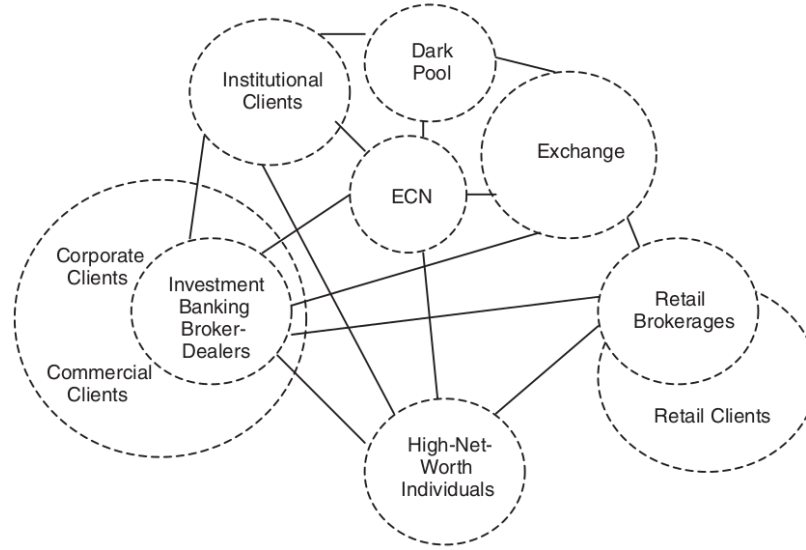 Dark
Pool
Institutional
Clients
Exchange
ECN
Corporate
Clients
Investment
Banking
Broker-
Dealers
Commercial
Clients
Retail
Brokerages
Retail Clients
High-Net-
Worth
Individuals